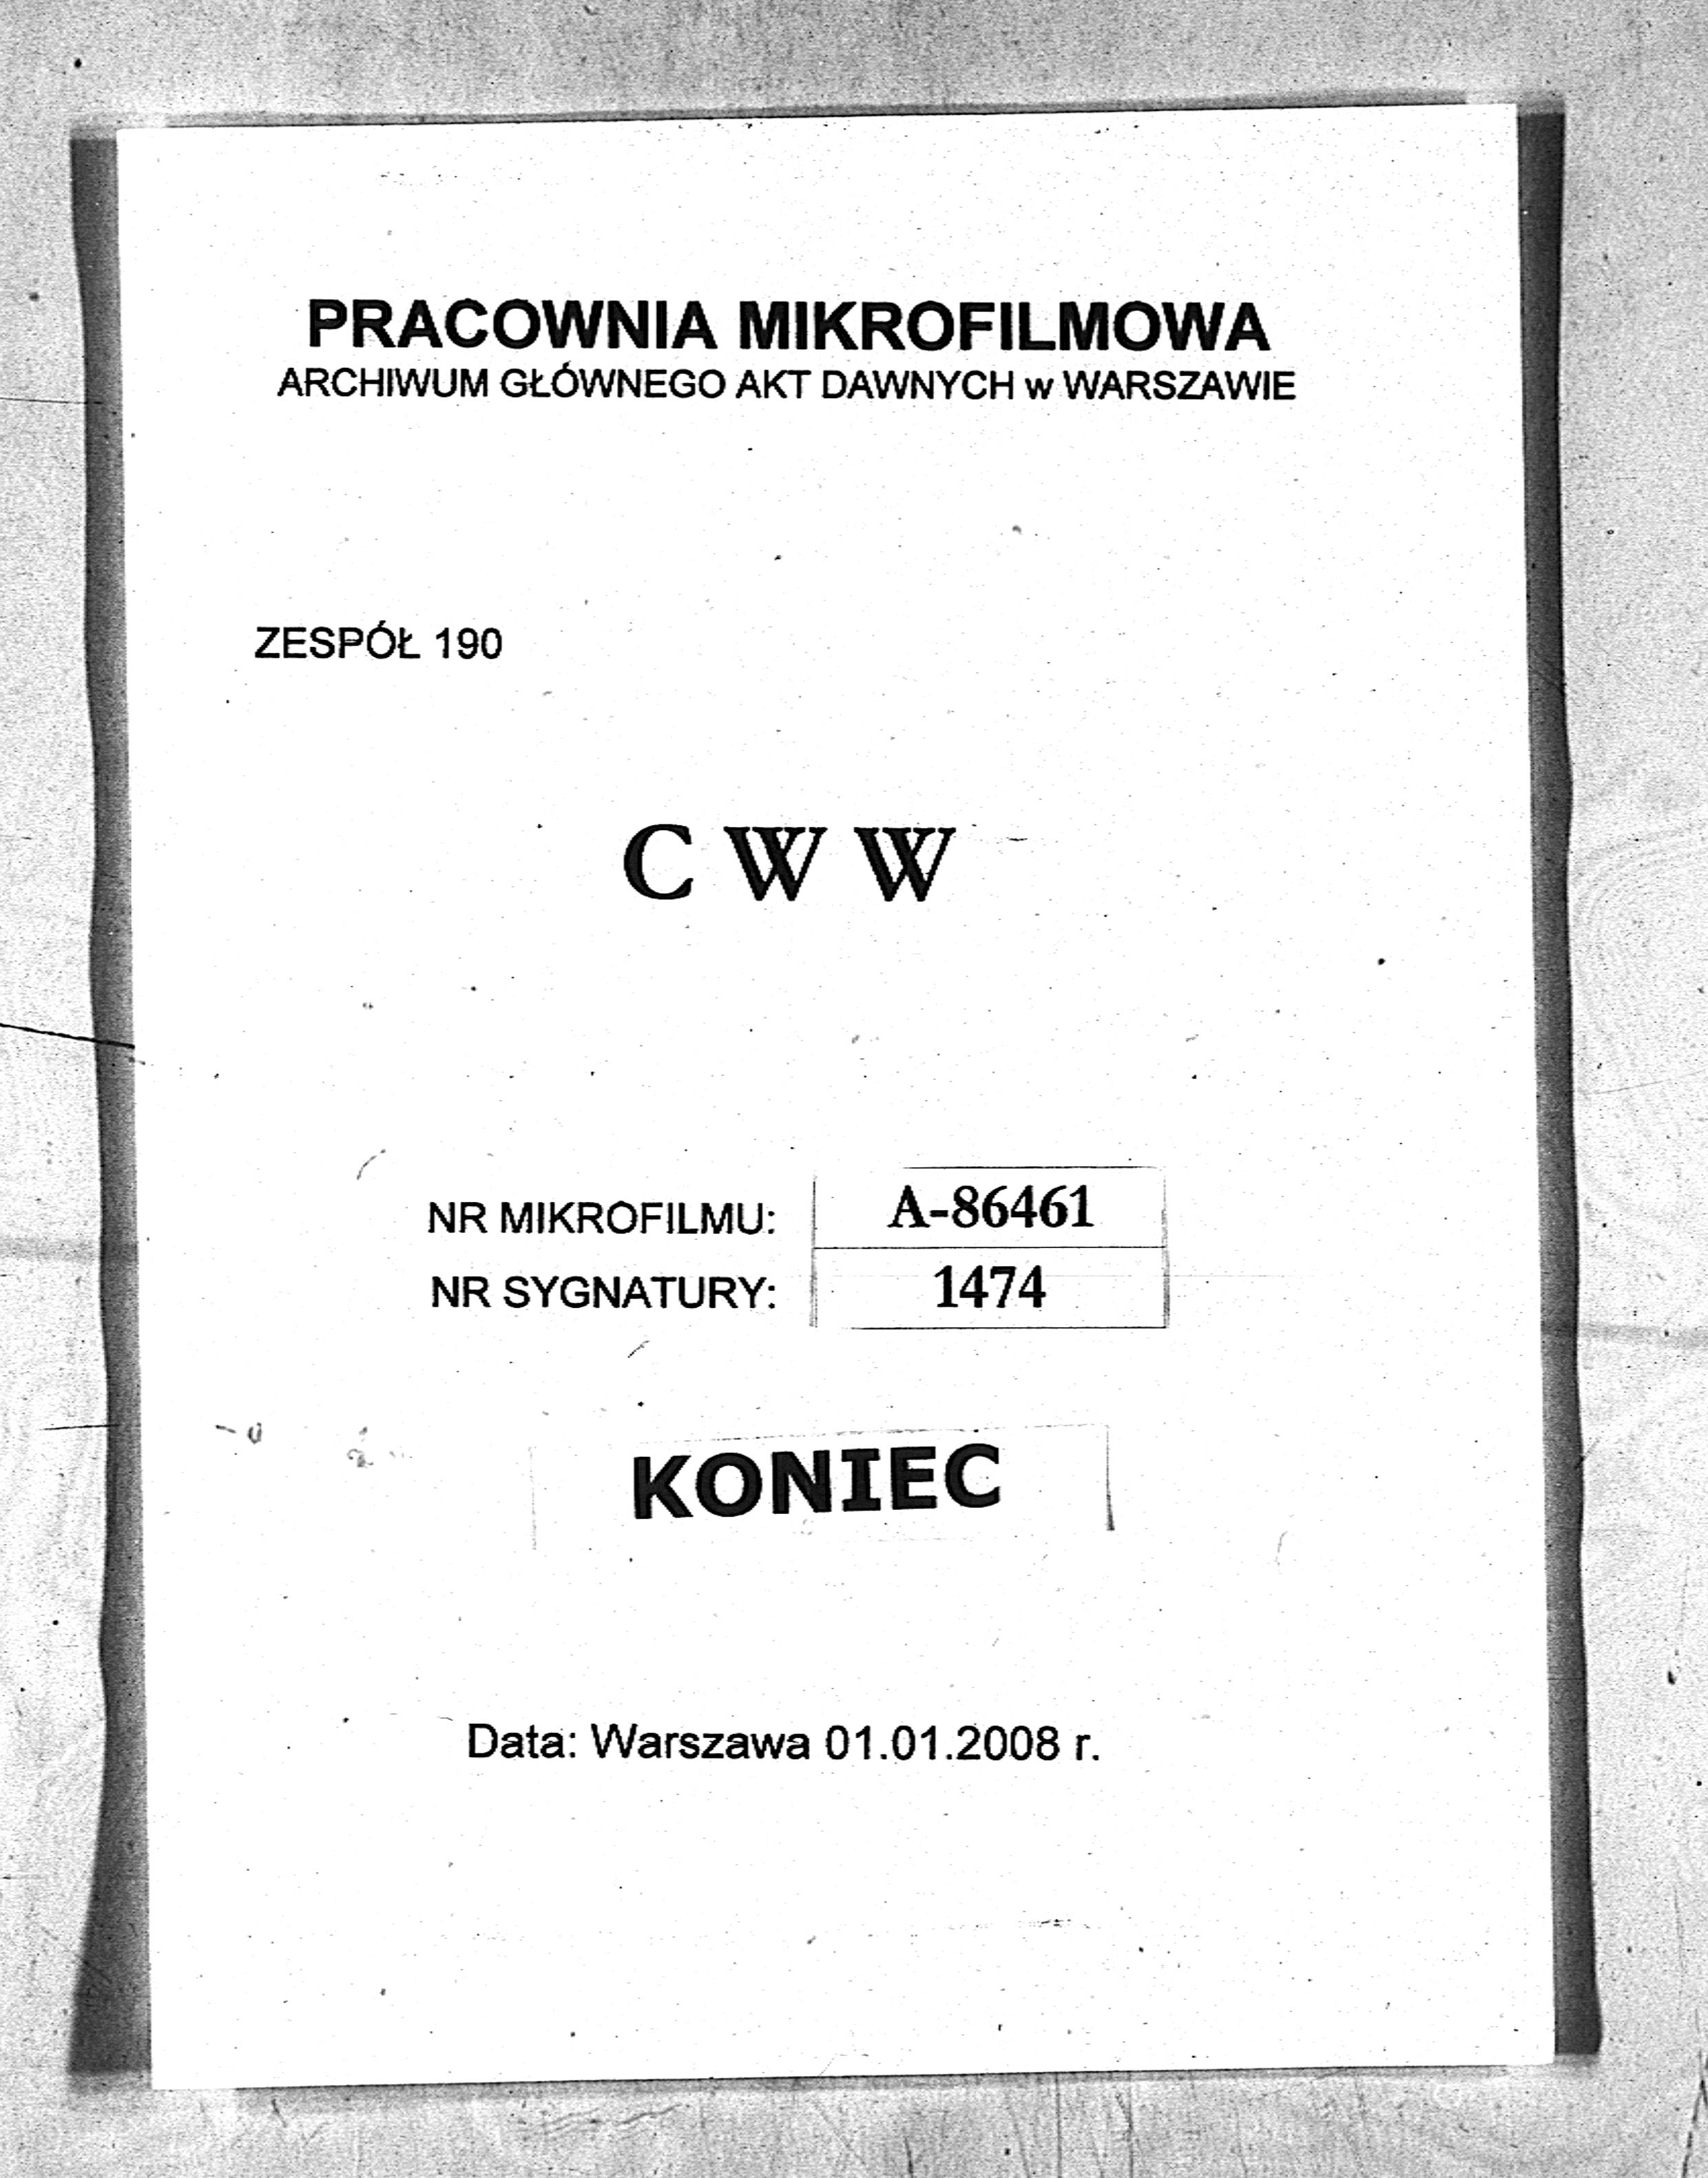 PRACOWNIA MIKROFILMOWA
ARCHIWUM GŁÓWNEGO AKT DAWNYCH w WARSZAWIE
ZESPÓŁ 190
C W W
NR MIKROFILMU: A-86461
NR SYGNATURY: 1474
KONIEC
Data: Warszawa 01.01.2008 r.